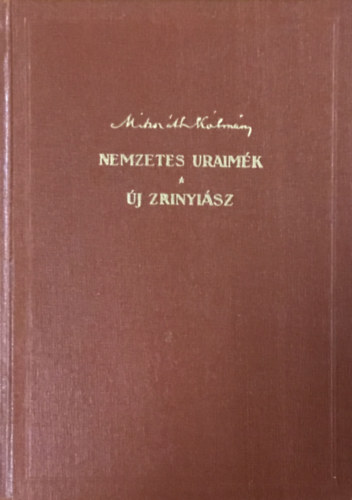 Mikszáth Kálmán
NEMZETES URAIMÉK
ÚJ ZRINYIÁSZ